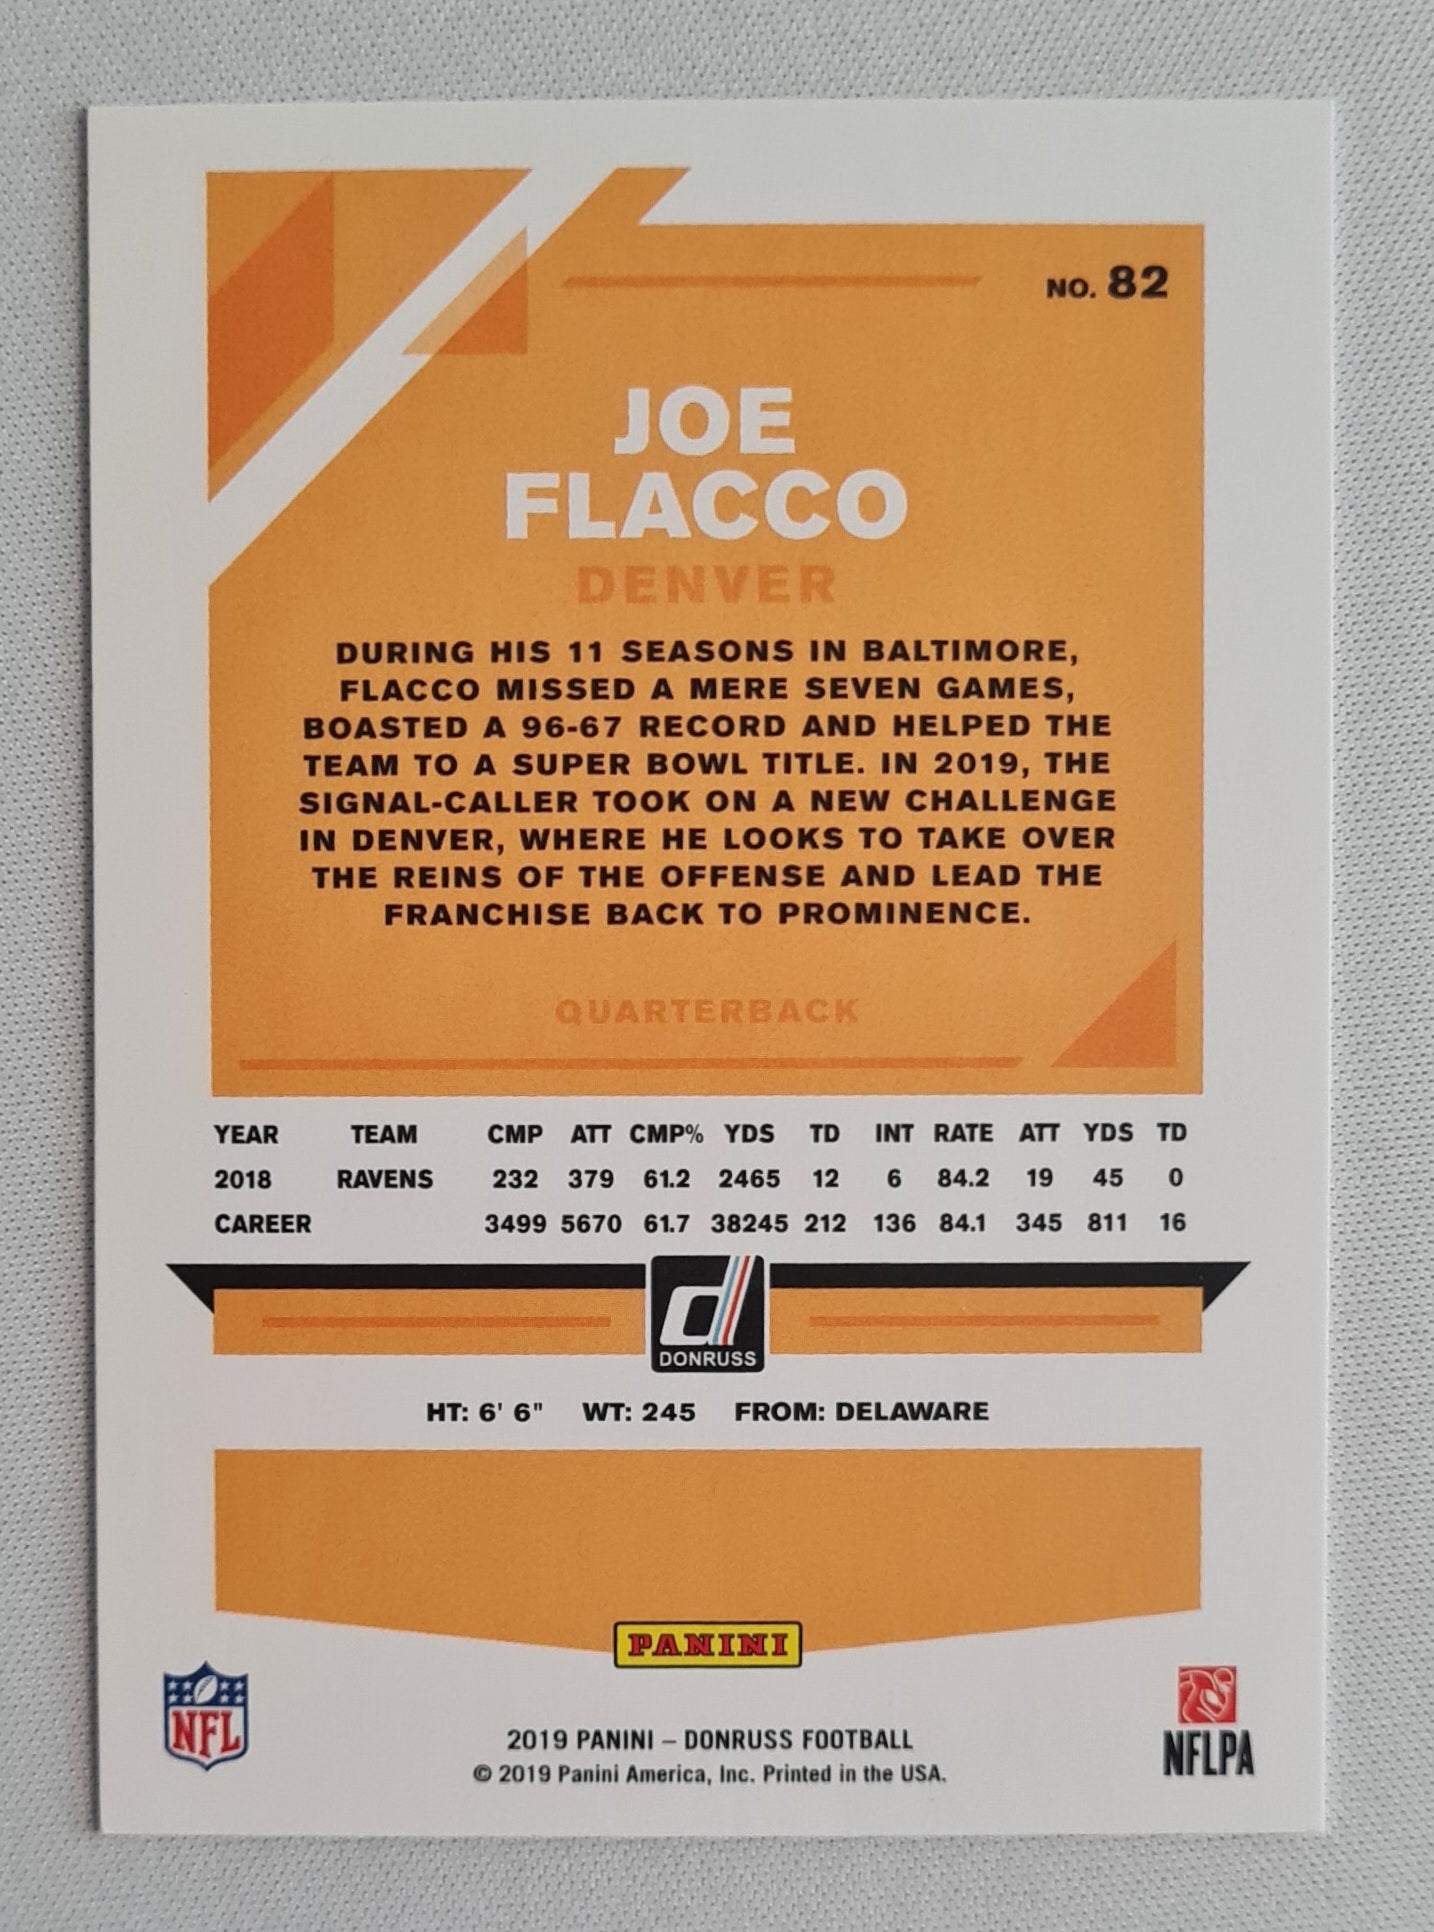 NO. 82
JOE
FLACCO
DENVER
DURING HIS 11 SEASONS IN BALTIMORE,
FLACCO MISSED A MERE SEVEN GAMES,
BOASTED A 96-67 RECORD AND HELPED THE
TEAM TO A SUPER BOWL TITLE. IN 2019, THE
SIGNAL-CALLER TOOK ON A NEW CHALLENGE
IN DENVER, WHERE HE LOOKS TO TAKE OVER
THE REINS OF THE OFFENSE AND LEAD THE
FRANCHISE BACK TO PROMINENCE.
QUARTERBACK
YEAR TEAM CMP ATT CMP% YDS TD INT RATE ATT YDS TD
2018 RAVENS 232 379 61.2 2465 12 6 84.2 19 45 0
CAREER 3499 5670 61.7 38245 212 136 84.1 345 811 16
d
DONRUSS
HT: 6' 6" WT: 245 FROM: DELAWARE
PANINI
NFL
2019 PANINI – DONRUSS FOOTBALL
© 2019 Panini America, Inc. Printed in the USA.
NFLPA